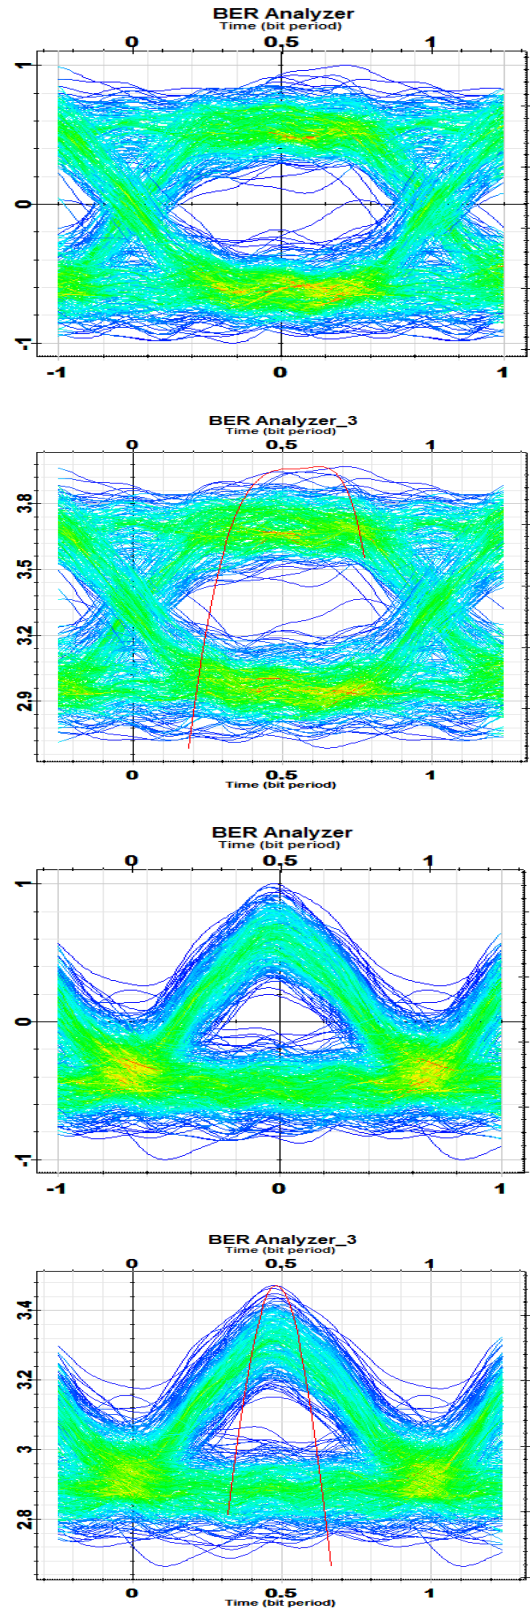 BER Analyzer
Time (bit period)
0 0.5 1
1
0
-1
-1 0 1
BER Analyzer_3
Time (bit period)
0 0.5 1
3.8
3.5
3.2
2.9
0 0.5 1
Time (bit period)
BER Analyzer
Time (bit period)
0 0.5 1
1
0
-1
-1 0 1
BER Analyzer_3
Time (bit period)
0 0.5 1
3.4
3.2
3
2.8
0 0.5 1
Time (bit period)